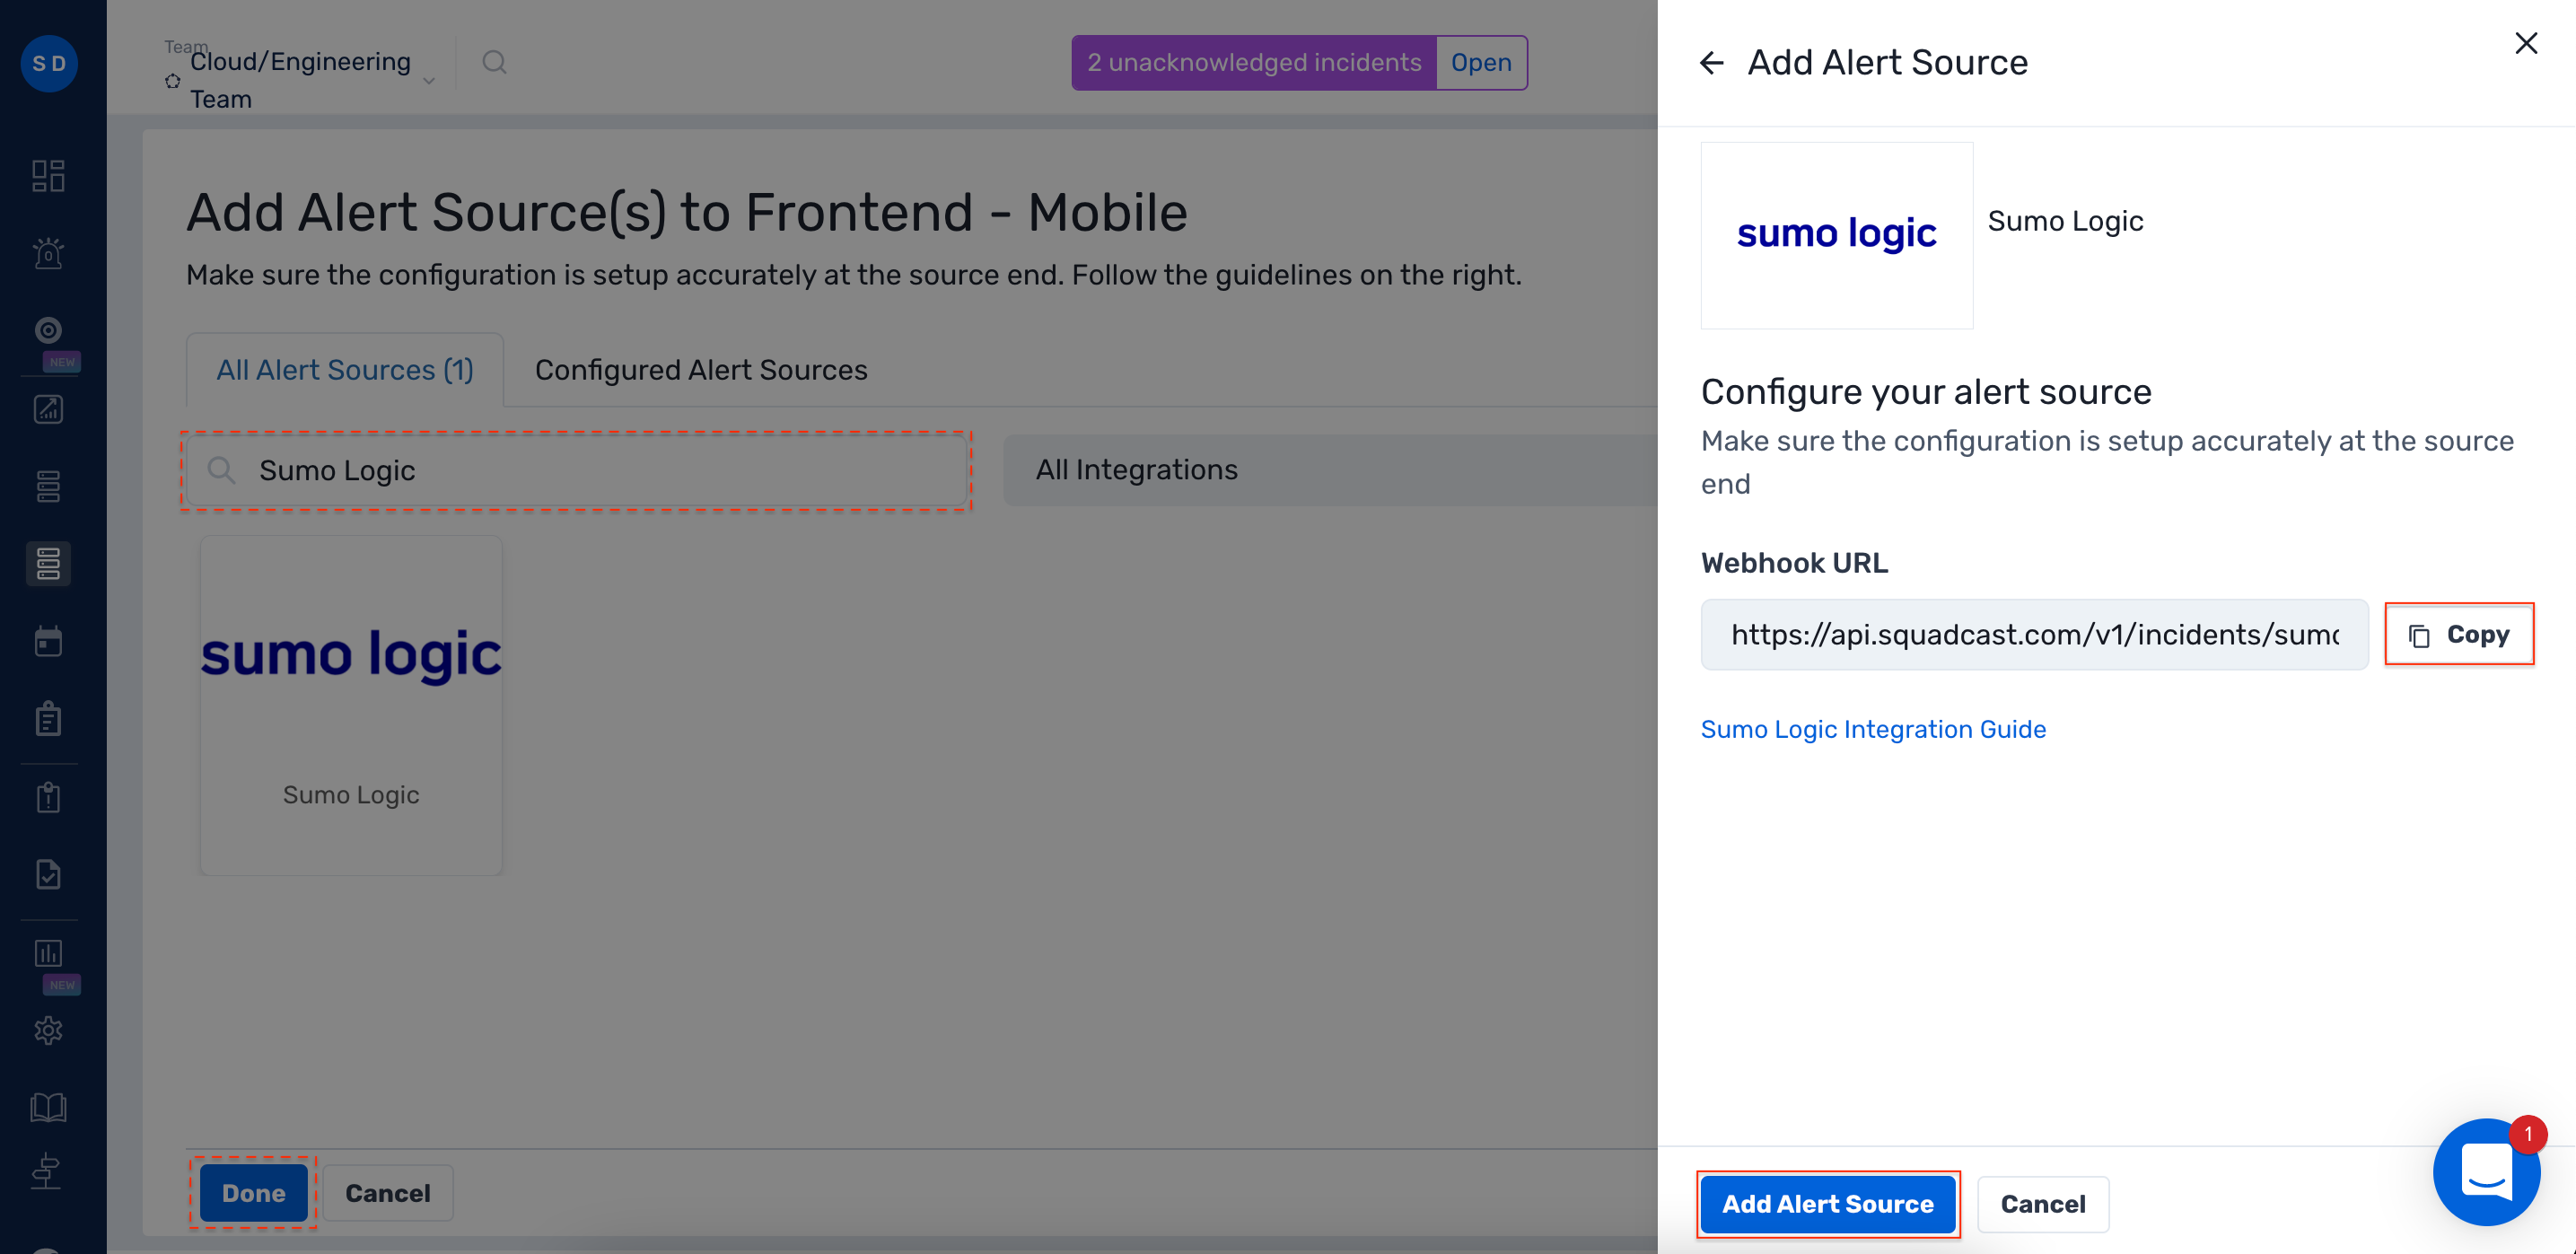 S D
Team
Cloud/Engineering
Team
2 unacknowledged incidents
Open
Add Alert Source(s) to Frontend - Mobile
Make sure the configuration is setup accurately at the source end. Follow the guidelines on the right.
All Alert Sources (1)
Configured Alert Sources
Sumo Logic
All Integrations
sumo logic
Sumo Logic
Done
Cancel
0
NEW
NEW
Add Alert Source
sumo logic
Sumo Logic
Configure your alert source
Make sure the configuration is setup accurately at the source
end
Webhook URL
https://api.squadcast.com/v1/incidents/sumo
Copy
Sumo Logic Integration Guide
1
Add Alert Source
Cancel